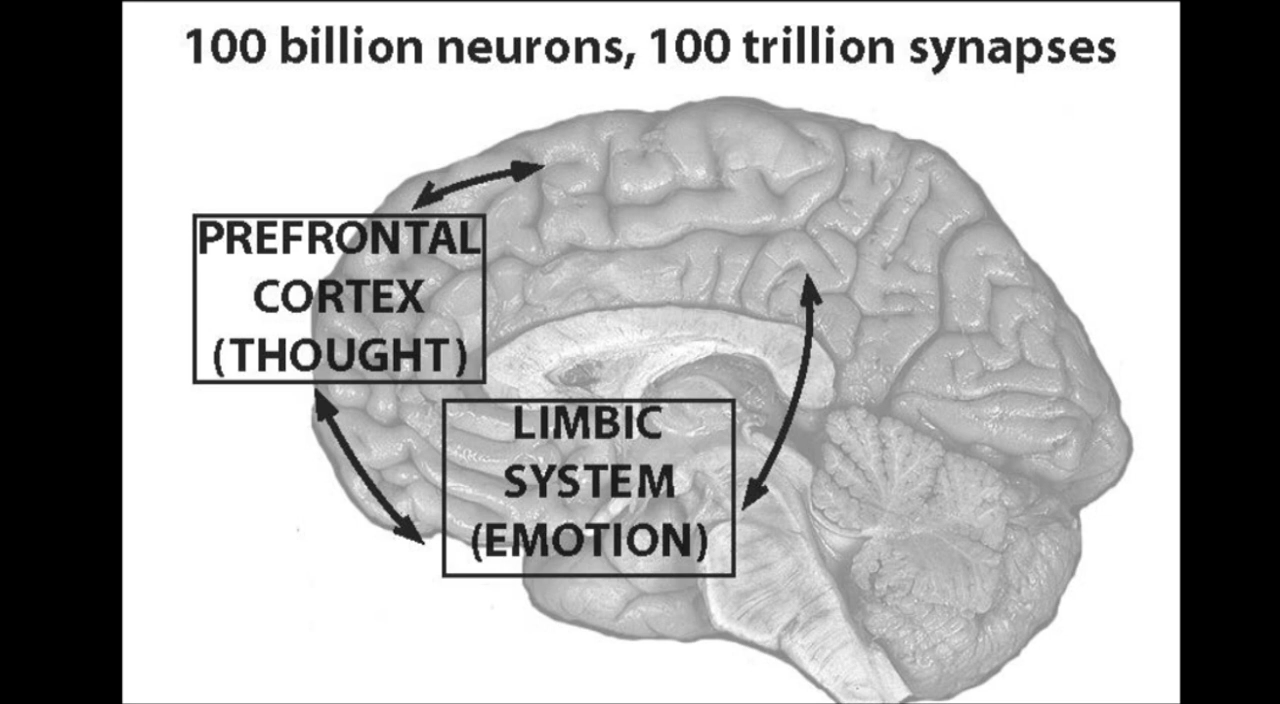 100 billion neurons, 100 trillion synapses
PREFRONTAL
CORTEX
(THOUGHT)
LIMBIC
SYSTEM
(EMOTION)